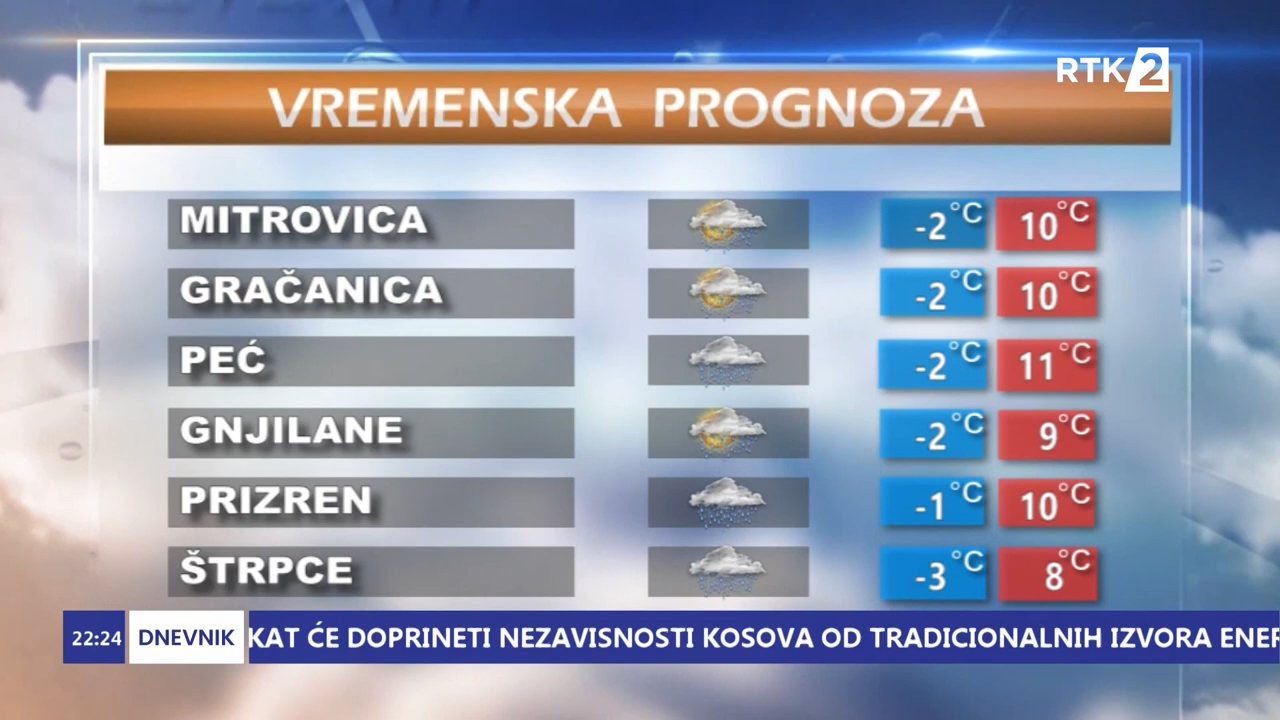 RTK 2
VREMENSKA PROGNOZA
MITROVICA -2 °C 10 °C
GRAČANICA -2 °C 10 °C
PEĆ -2 °C 11 °C
GNJILANE -2 °C 9 °C
PRIZREN -1 °C 10 °C
ŠTRPCE -3 °C 8 °C
22:24 DNEVNIK KAT ĆE DOPRINETI NEZAVISNOSTI KOSOVA OD TRADICIONALNIH IZVORA ENER